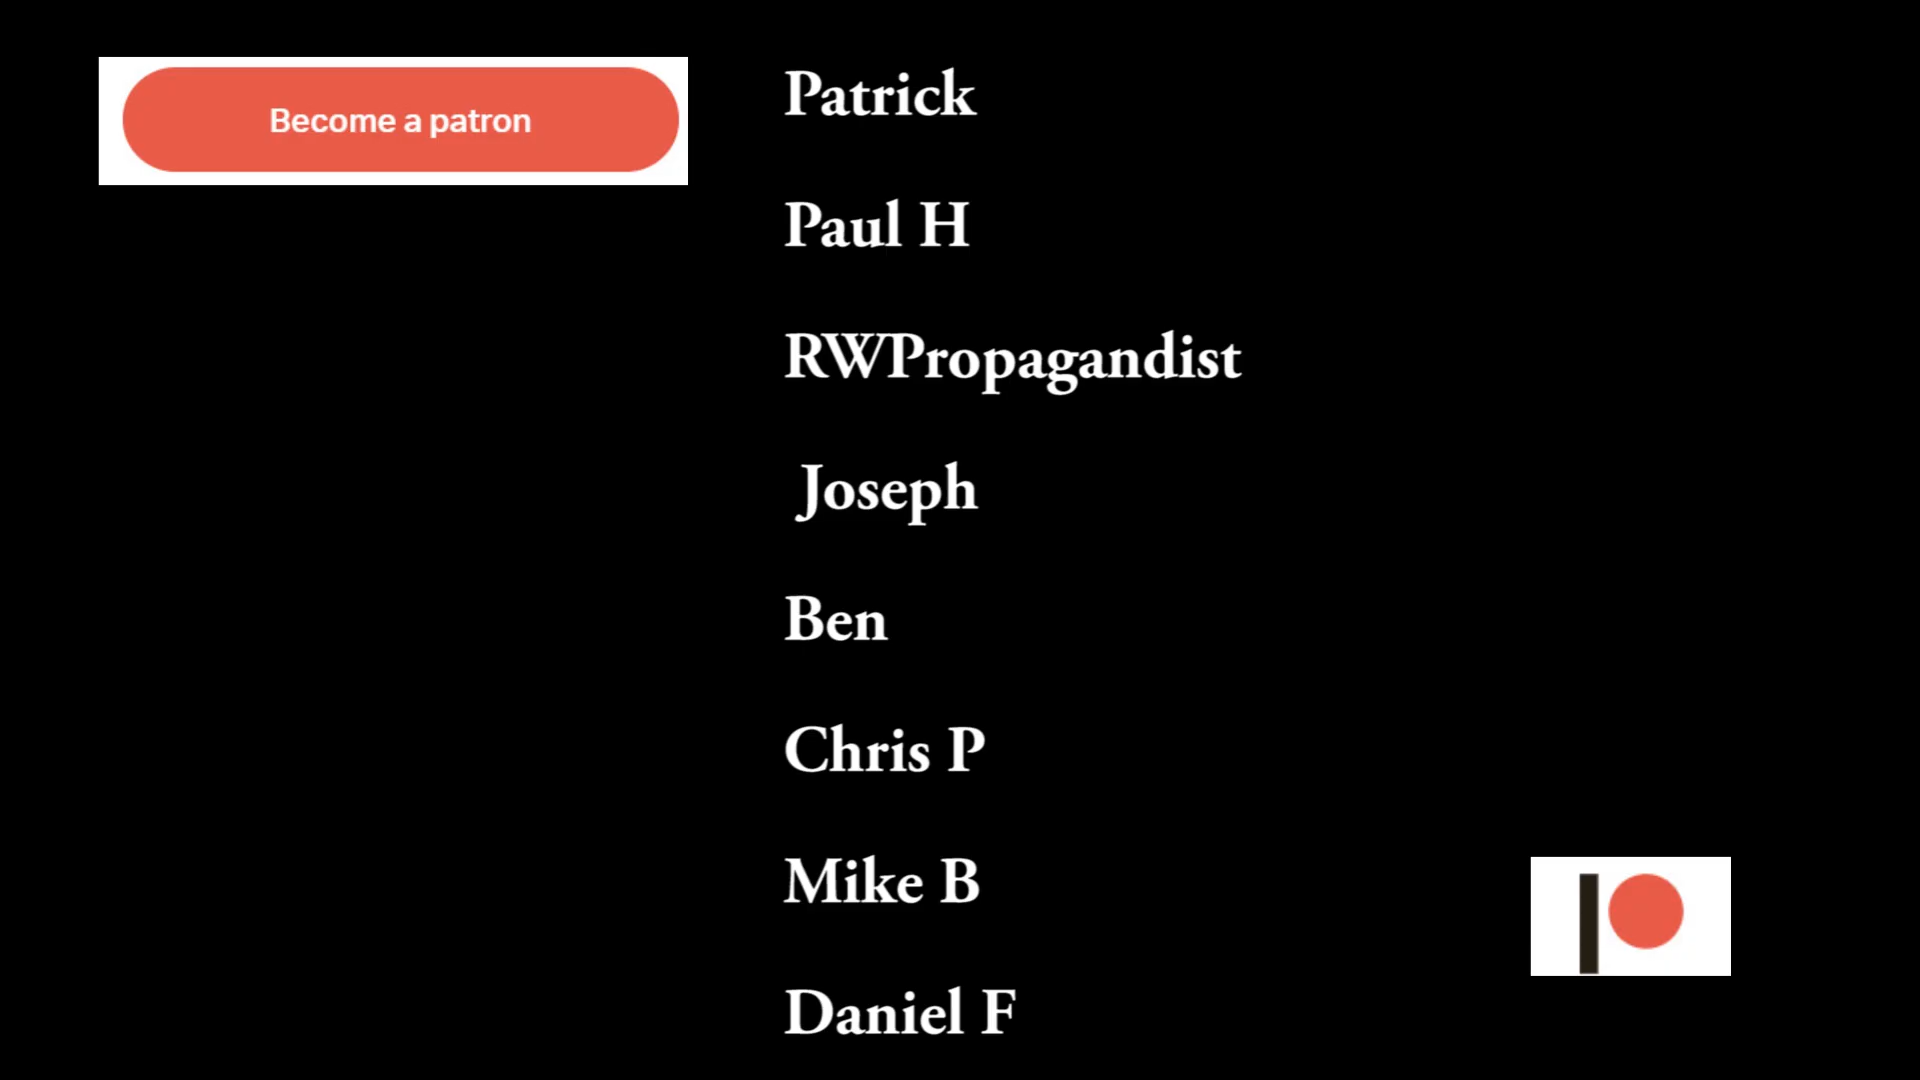 Become a patron
Patrick
Paul H
RWPropagandist
Joseph
Ben
Chris P
Mike B
Daniel F